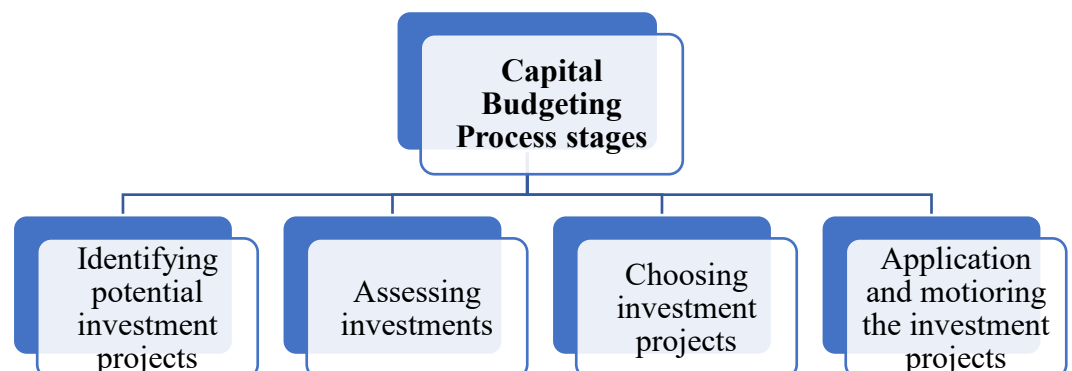 Capital
Budgeting
Process stages
Identifying
potential
investment
projects
Assessing
investments
Choosing
investment
projects
Application
and motioring
the investment
projects